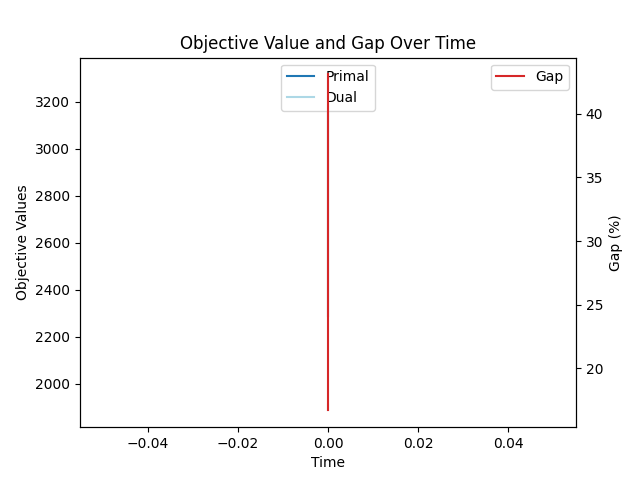 Objective Value and Gap Over Time
Primal
Dual
Gap
3200
3000
2800
2600
2400
2200
2000
Objective Values
40
35
30
25
20
Gap (%)
−0.04
−0.02
0.00
0.02
0.04
Time